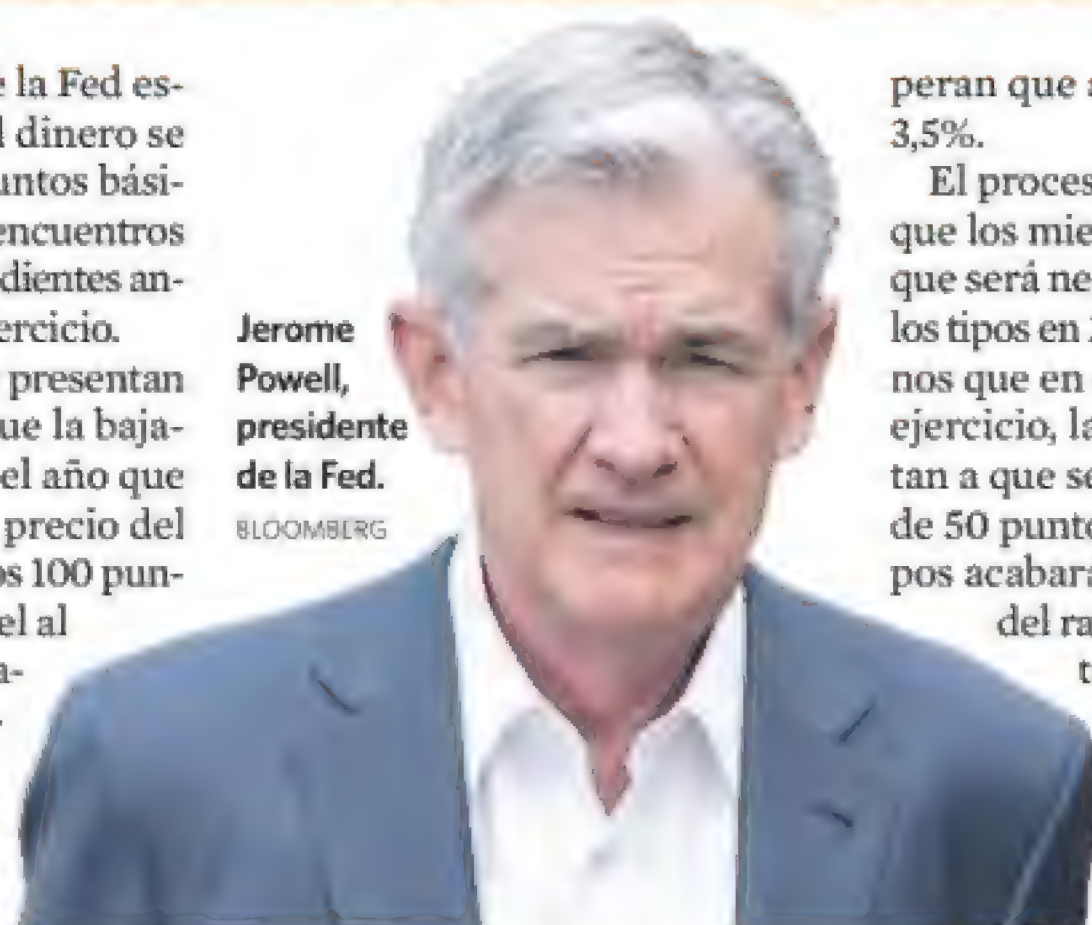 la Fed es-
dinero se
untos bási-
encuentros
dientes an-
ercicio.
presentan
ue la baja-
el año que
precio del
os 100 pun-
el al
a-
Jerome
Powell,
presidente
de la Fed.
BLOOMBERG
peran que a
3,5%.
El proces
que los mie
que será ne
los tipos en
nos que en
ejercicio, la
tan a que se
de 50 punto
pos acabara
del ra
t